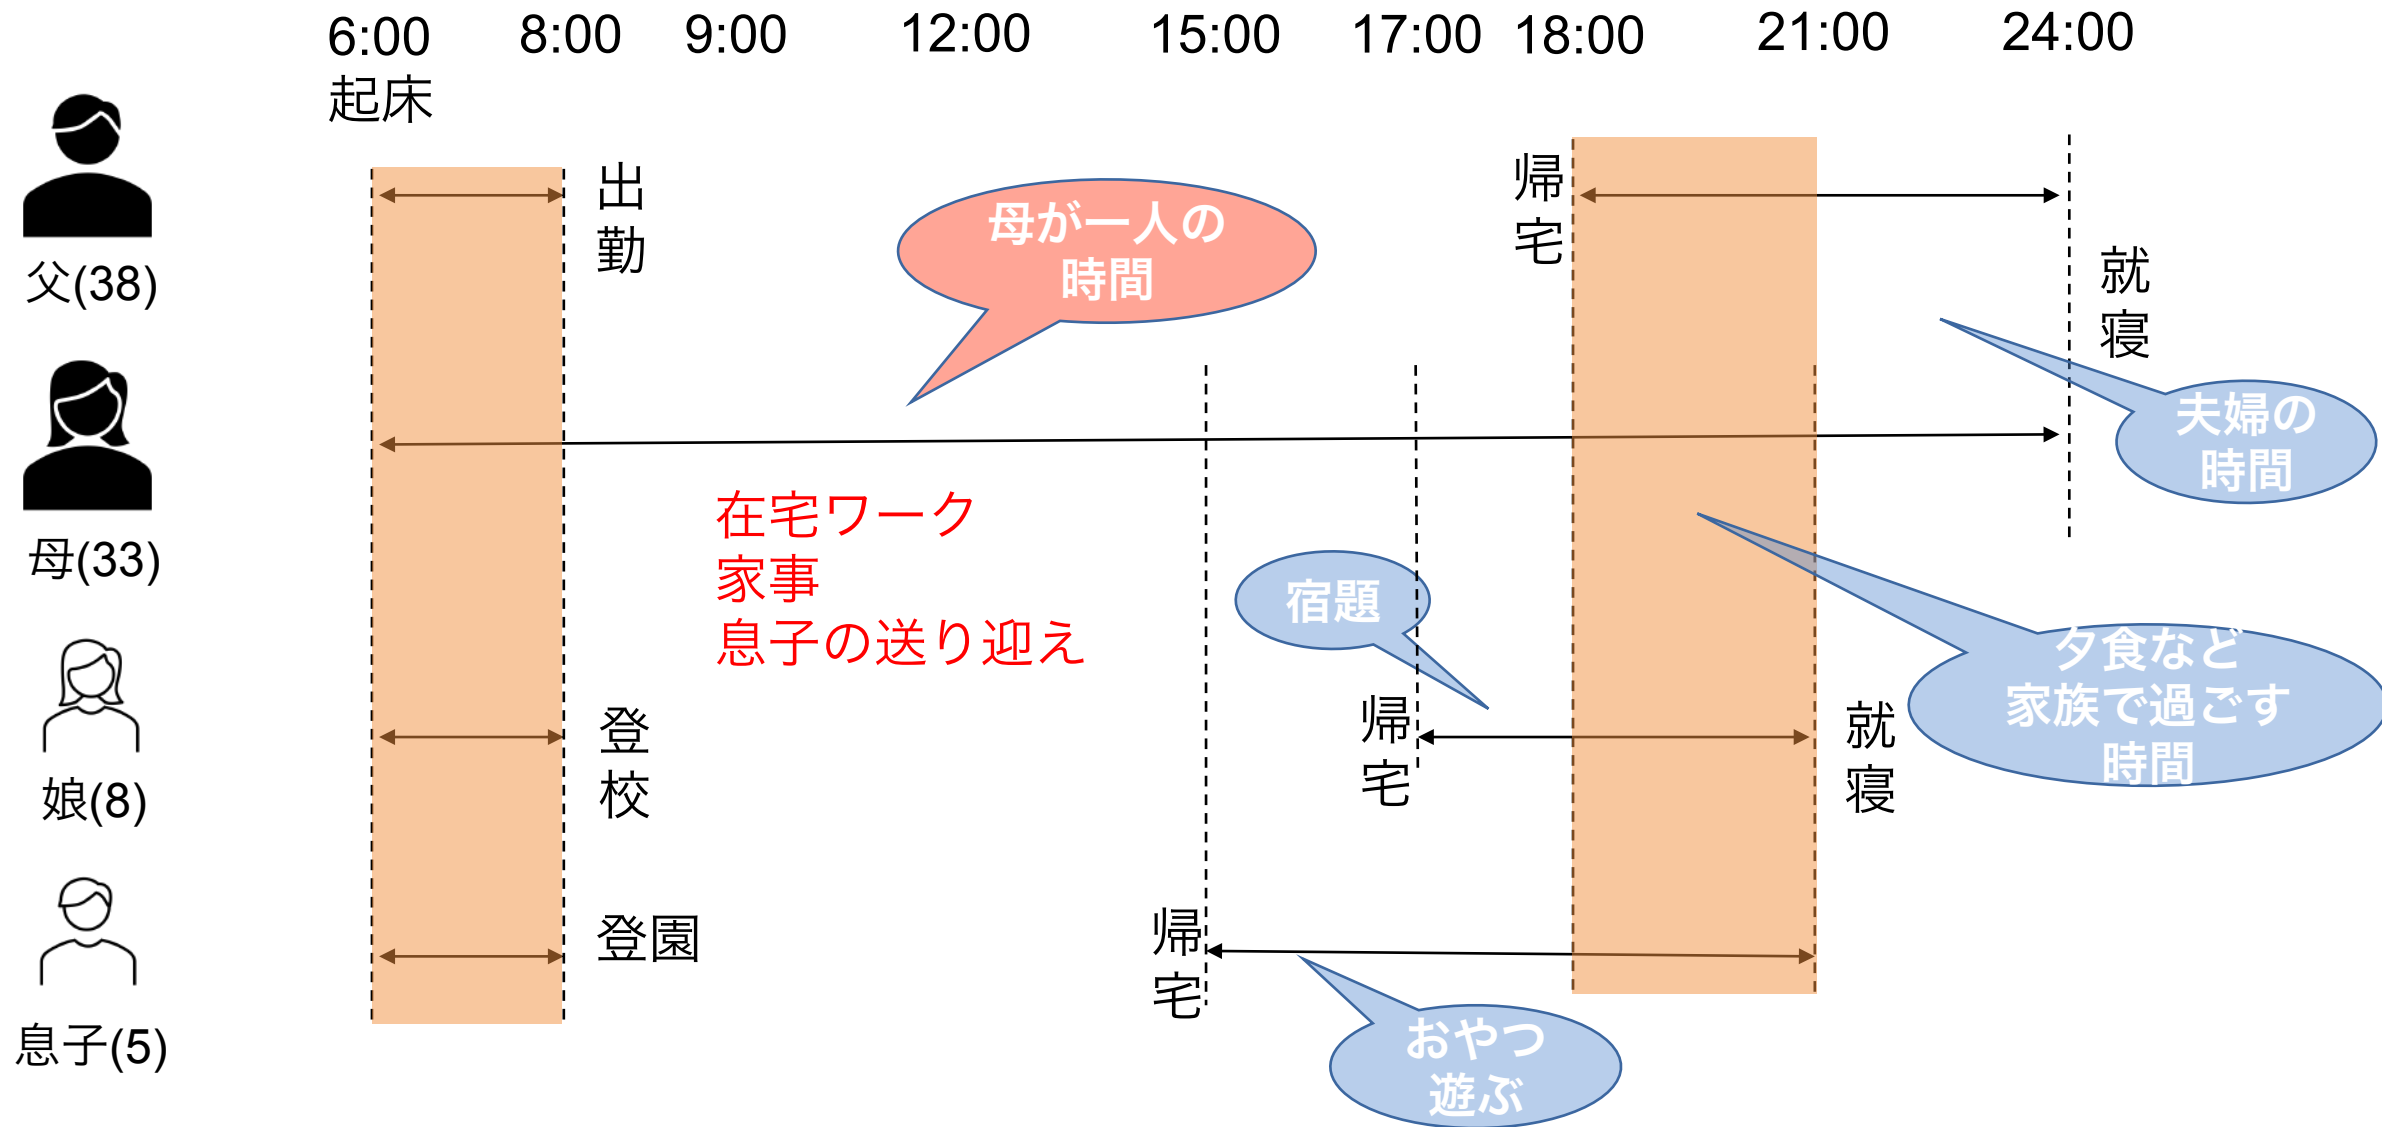 6:00 8:00 9:00 12:00 15:00 17:00 18:00 21:00 24:00
起床
父(38)
出勤
帰宅
就寝
母が一人の
時間
夫婦の
時間
母(33)
在宅ワーク
家事
息子の送り迎え
宿題
夕食など
家族で過ごす
時間
娘(8)
登校
帰宅
就寝
息子(5)
登園
帰宅
おやつ
遊ぶ